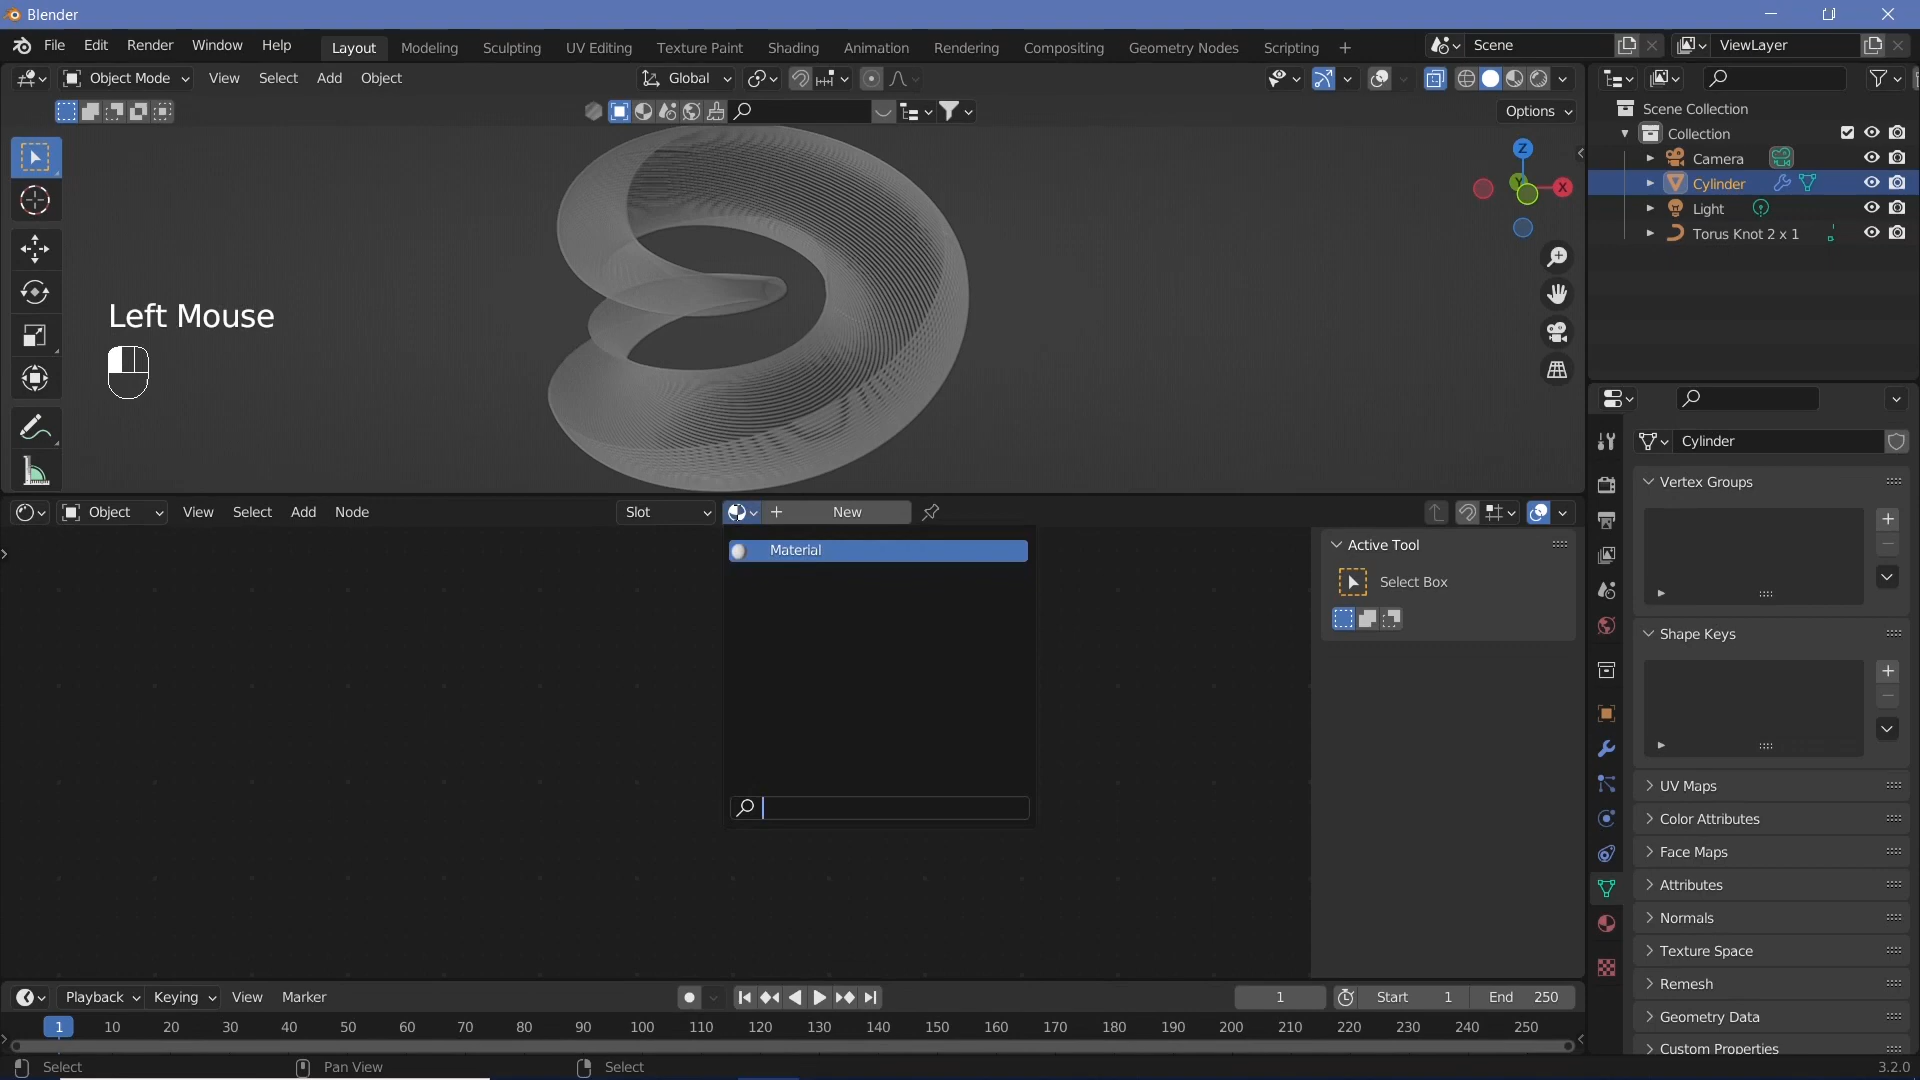 Blender
File Edit Render Window Help
Layout Modeling Sculpting UV Editing Texture Paint Shading Animation Rendering Compositing Geometry Nodes Scripting +
Scene
ViewLayer
Object Mode View Select Add Object
Global
Options
Z
Y
X
Left Mouse
Scene Collection
Collection
Camera
Cylinder
Light
Torus Knot 2 x 1
Cylinder
Vertex Groups
Shape Keys
UV Maps
Color Attributes
Face Maps
Attributes
Normals
Texture Space
Remesh
Geometry Data
Custom Properties
Object View Select Add Node
Slot
New
Material
Active Tool
Select Box
Playback Keying View Marker
1
Start 1
End 250
1 10 20 30 40 50 60 70 80 90 100 110 120 130 140 150 160 170 180 190 200 210 220 230 240 250
Select
Pan View
Select
3.2.0